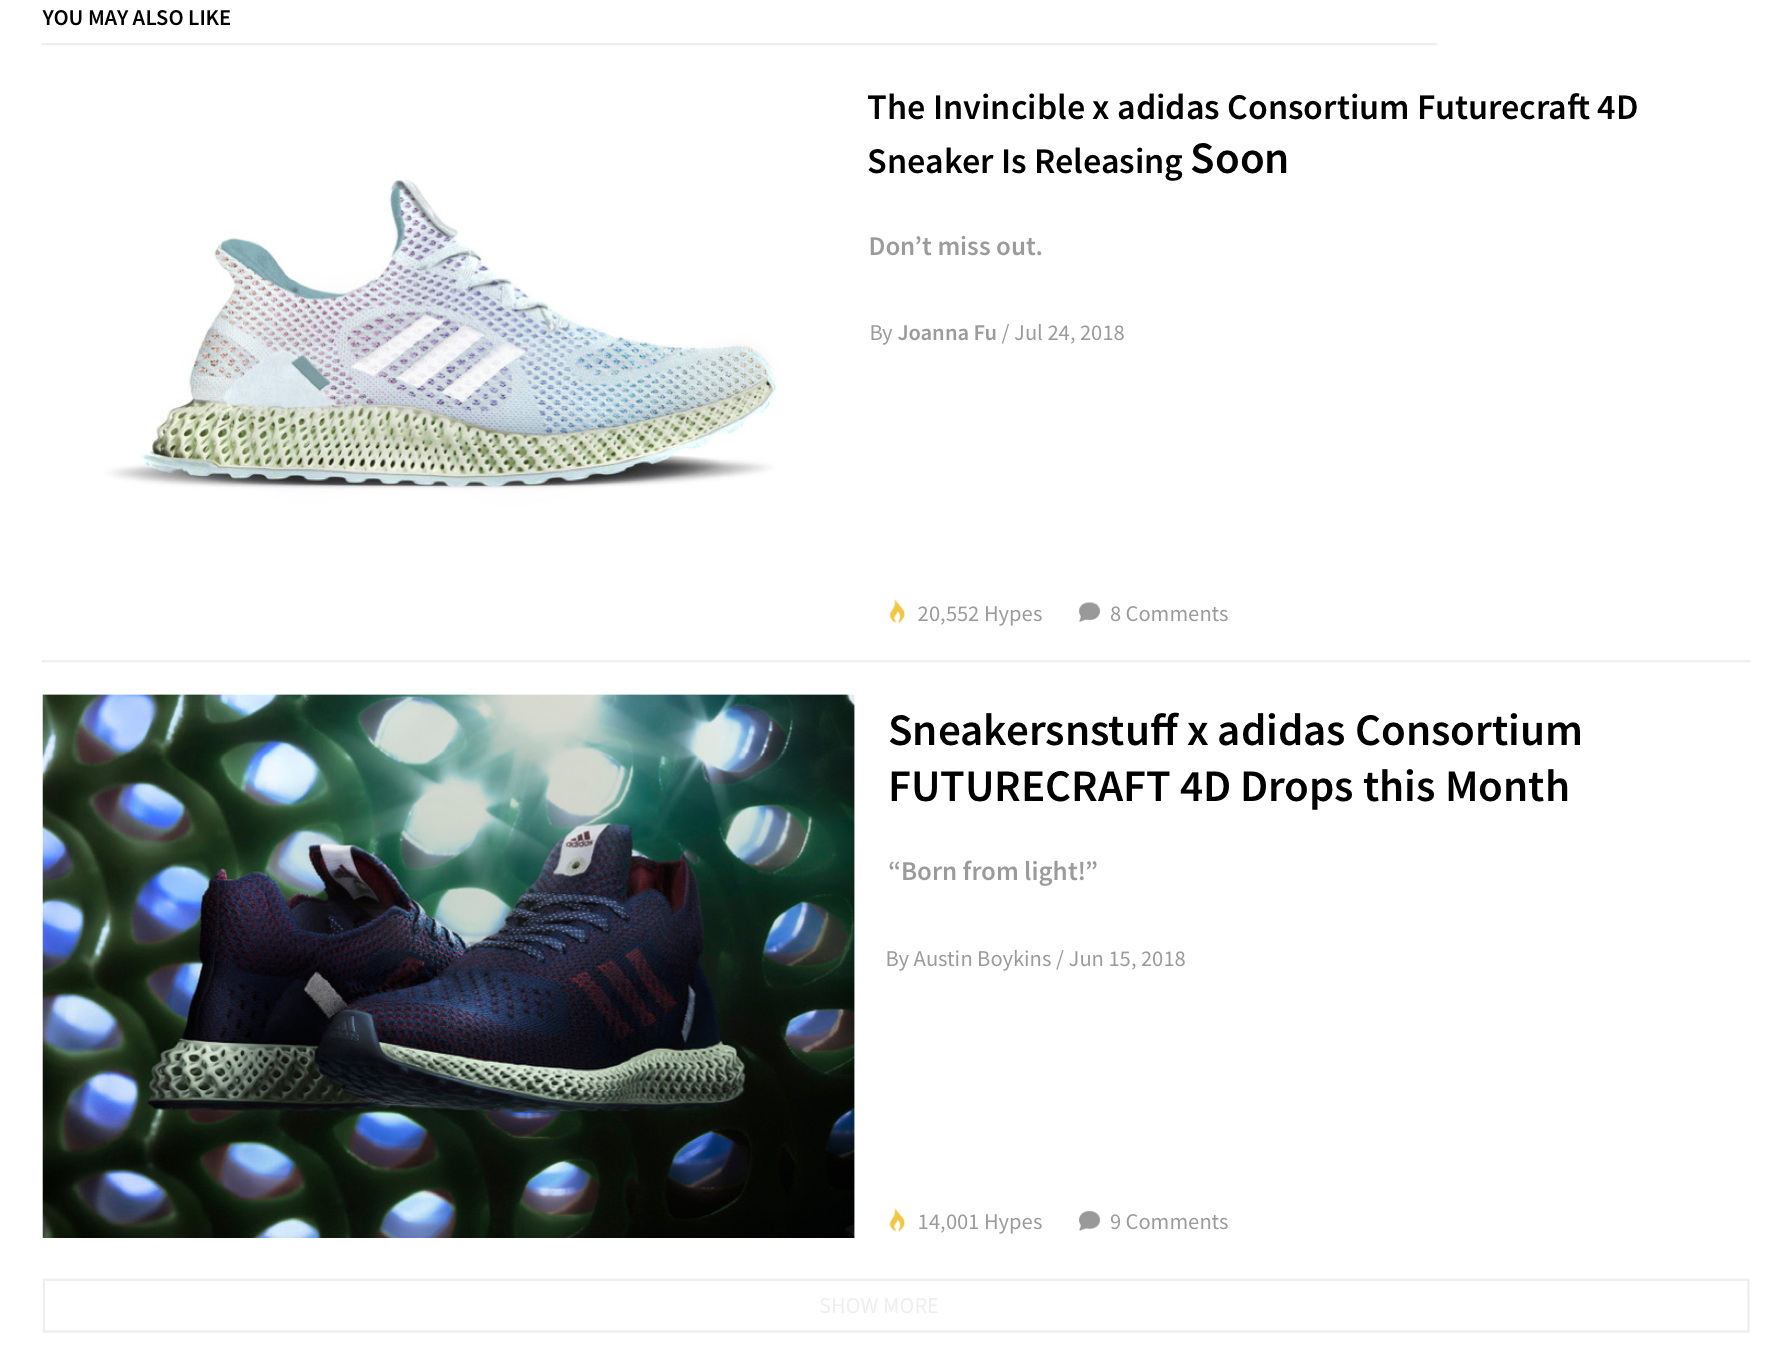 YOU MAY ALSO LIKE
The Invincible x adidas Consortium Futurecraft 4D
Sneaker Is Releasing Soon
Don’t miss out.
By Joanna Fu / Jul 24, 2018
20,552 Hypes 8 Comments
adidas
Sneakersnstuff x adidas Consortium
FUTURECRAFT 4D Drops this Month
“Born from light!”
By Austin Boykins / Jun 15, 2018
14,001 Hypes 9 Comments
SHOW MORE